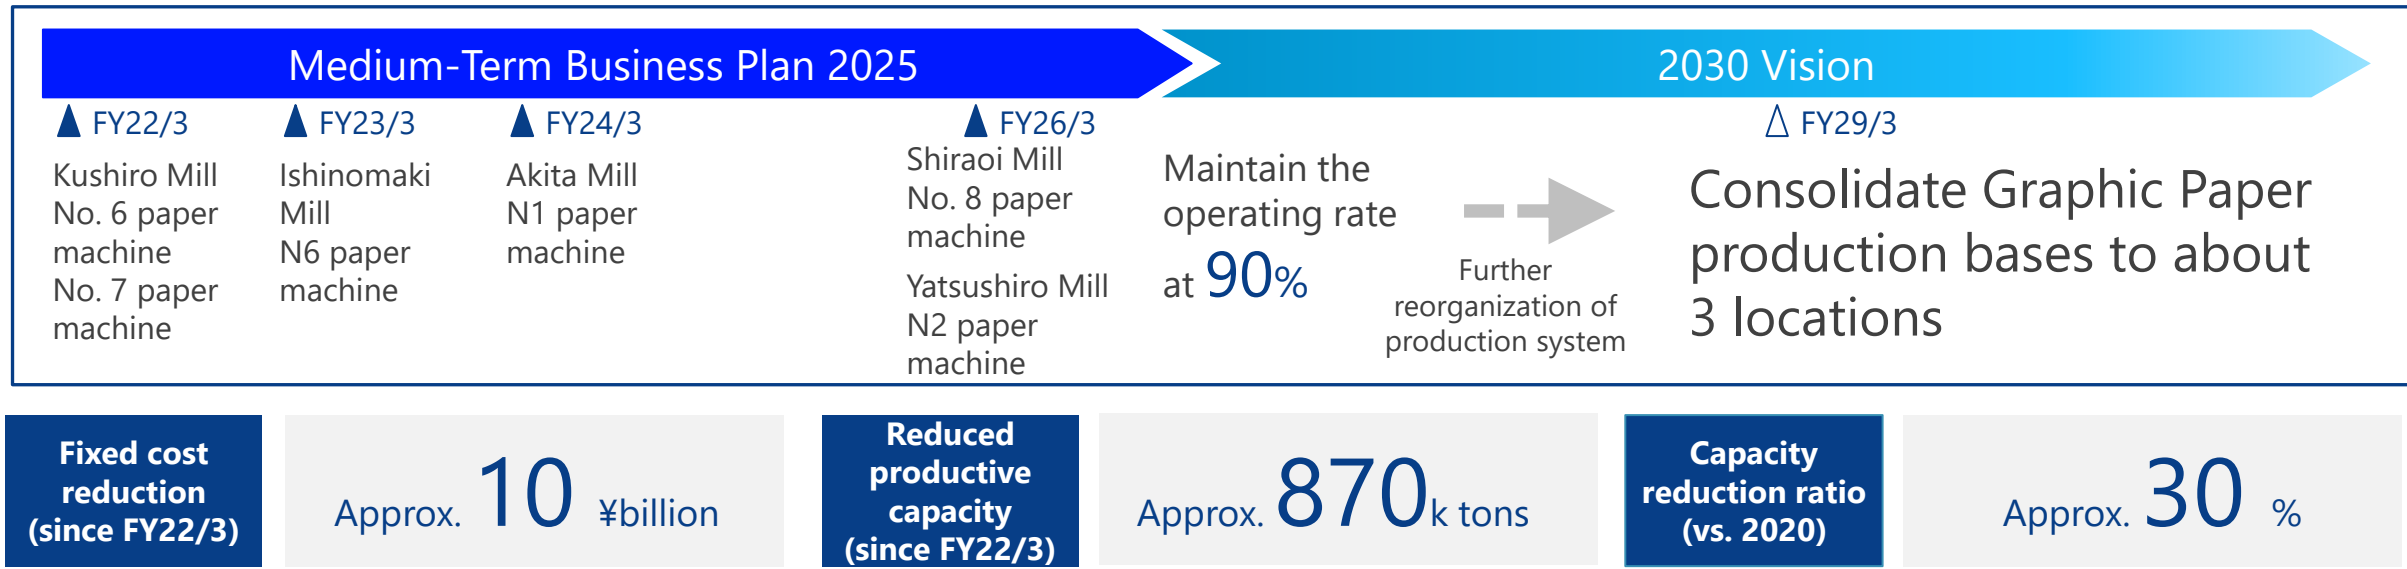 Medium-Term Business Plan 2025
2030 Vision
FY22/3
Kushiro Mill
No. 6 paper
machine
No. 7 paper
machine
FY23/3
Ishinomaki
Mill
N6 paper
machine
FY24/3
Akita Mill
N1 paper
machine
FY26/3
Shiraoi Mill
No. 8 paper
machine
Yatsushiro Mill
N2 paper
machine
Maintain the
operating rate
at 90%
Further
reorganization of
production system
FY29/3
Consolidate Graphic Paper
production bases to about
3 locations
Fixed cost
reduction
(since FY22/3)
Approx. 10 ¥billion
Reduced
productive
capacity
(since FY22/3)
Approx. 870k tons
Capacity
reduction ratio
(vs. 2020)
Approx. 30 %